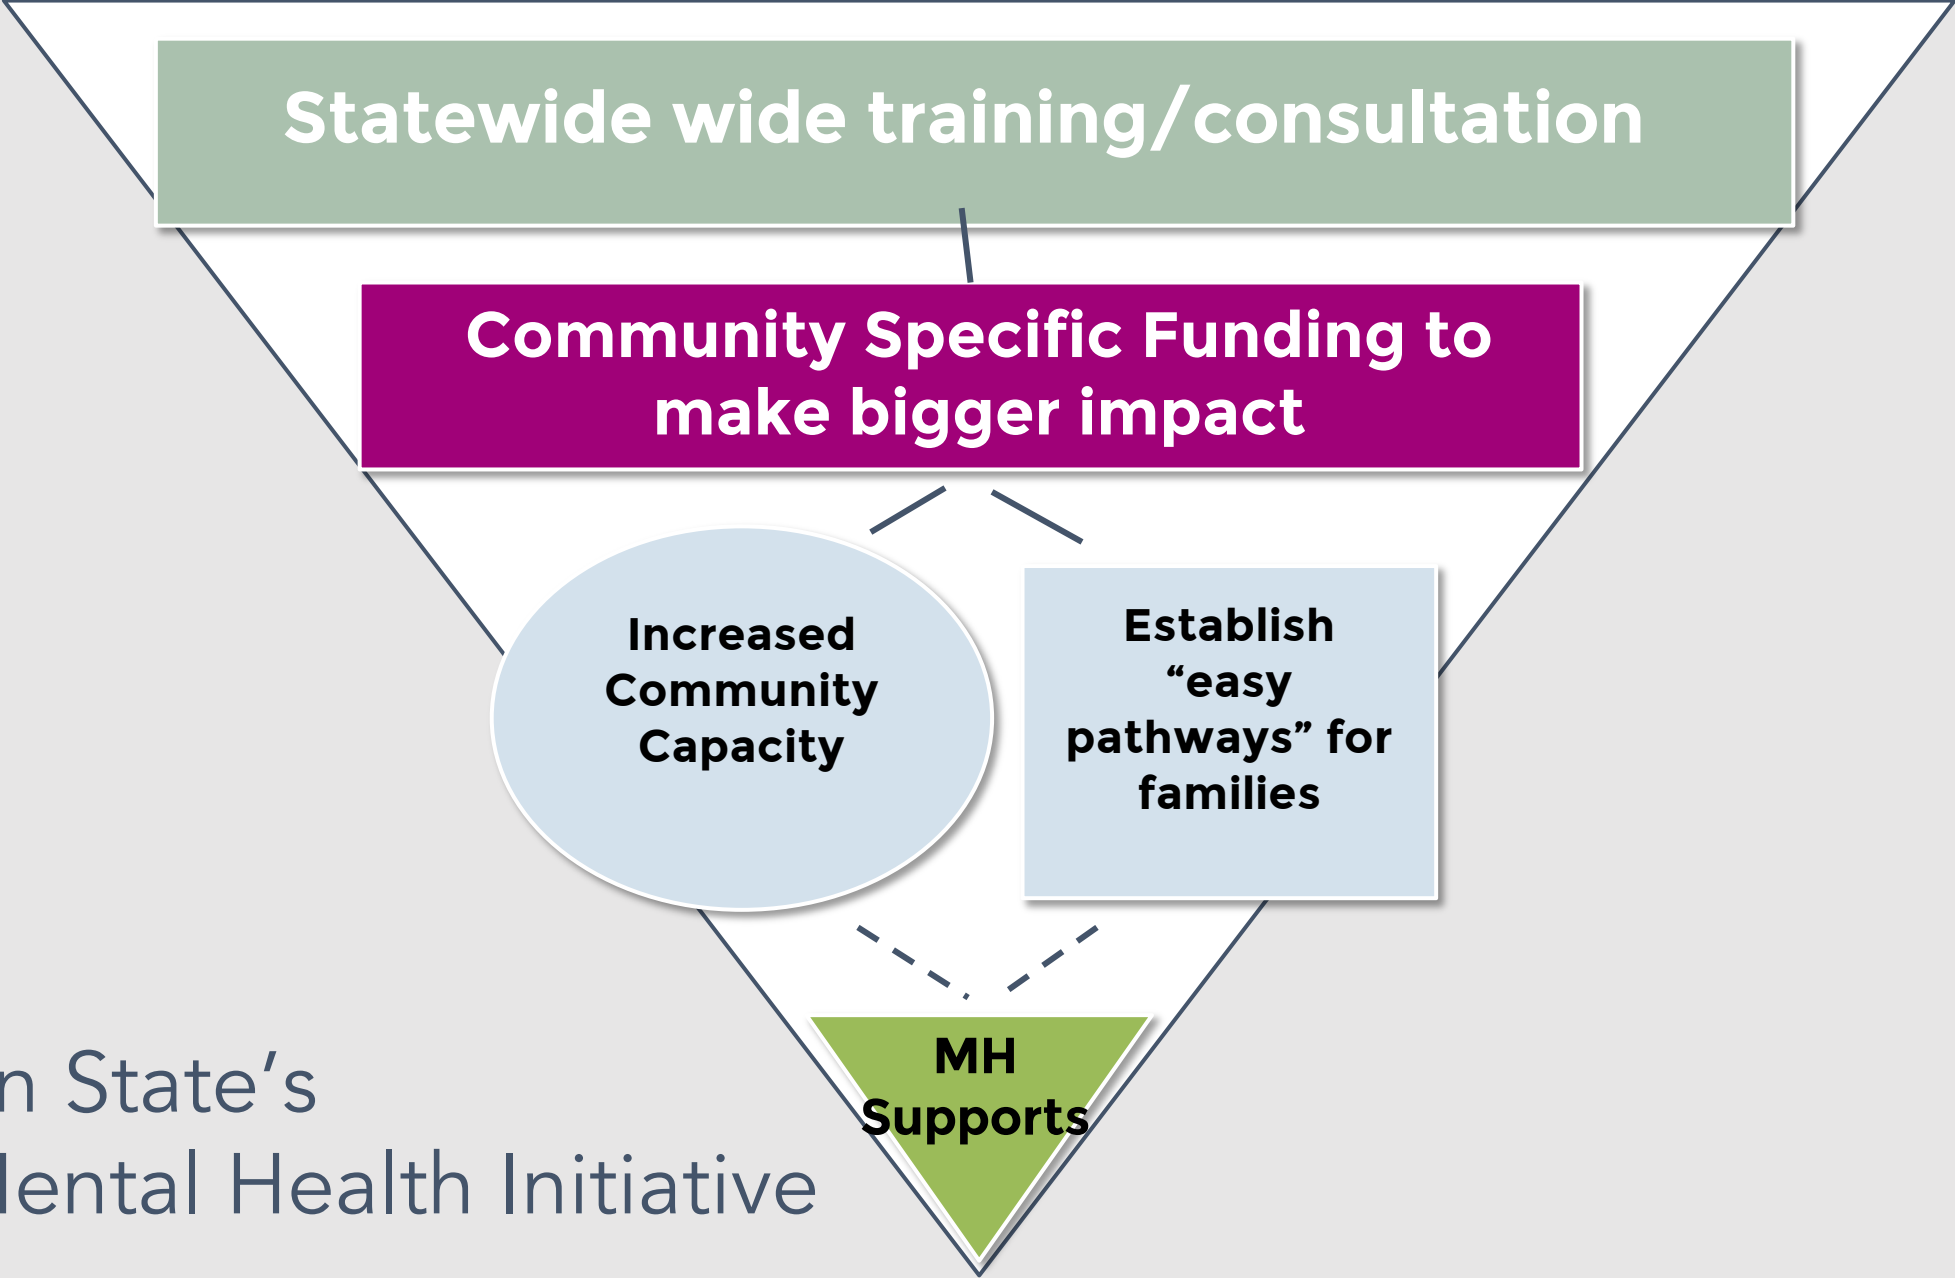 Statewide wide training/consultation
Community Specific Funding to
make bigger impact
Increased
Community
Capacity
Establish
“easy
pathways” for
families
MH
Supports
n State’s
ental Health Initiative